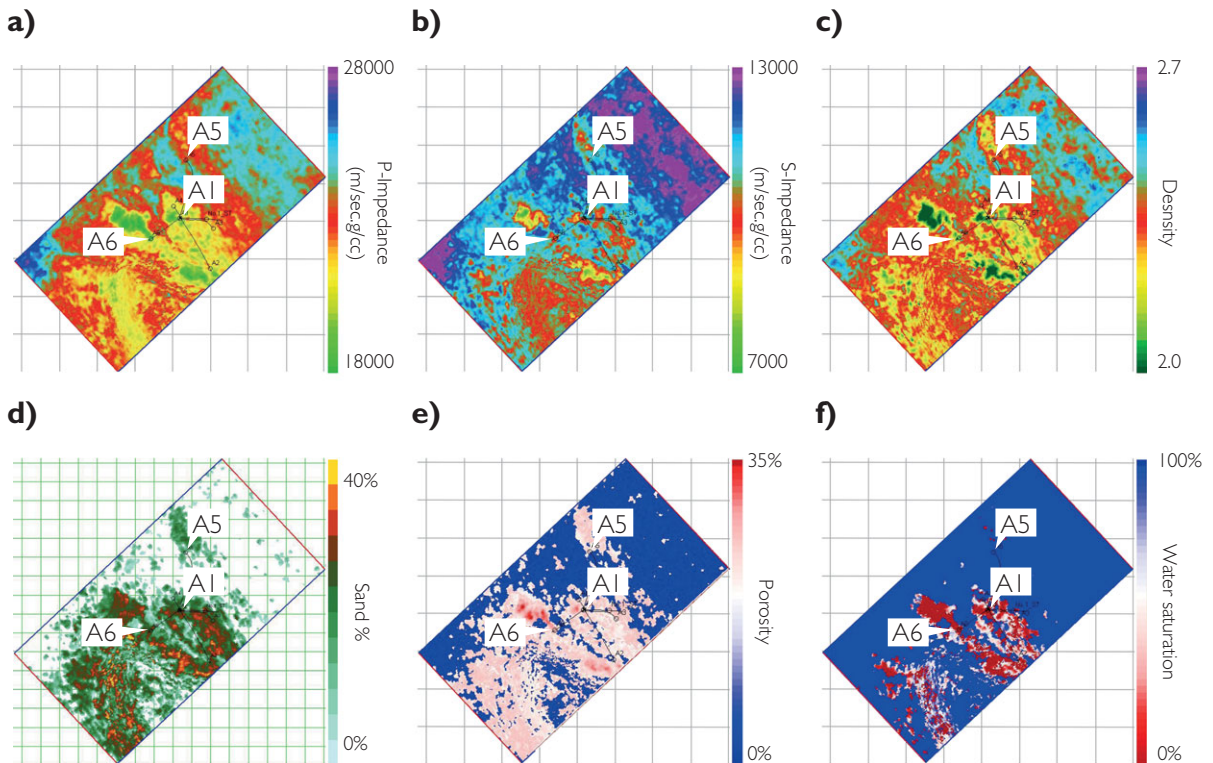 a)
28000
A5
A1
A6
P-Impedance
(m/sec.g/cc)
18000
b)
13000
A5
A1
A6
S-Impedance
(m/sec.g/cc)
7000
c)
2.7
A5
A1
A6
Desnity
2.0
d)
40%
A5
A1
A6
Sand %
0%
e)
35%
A5
A1
A6
A2
Porosity
0%
f)
100%
A5
A1
A6
Water saturation
0%